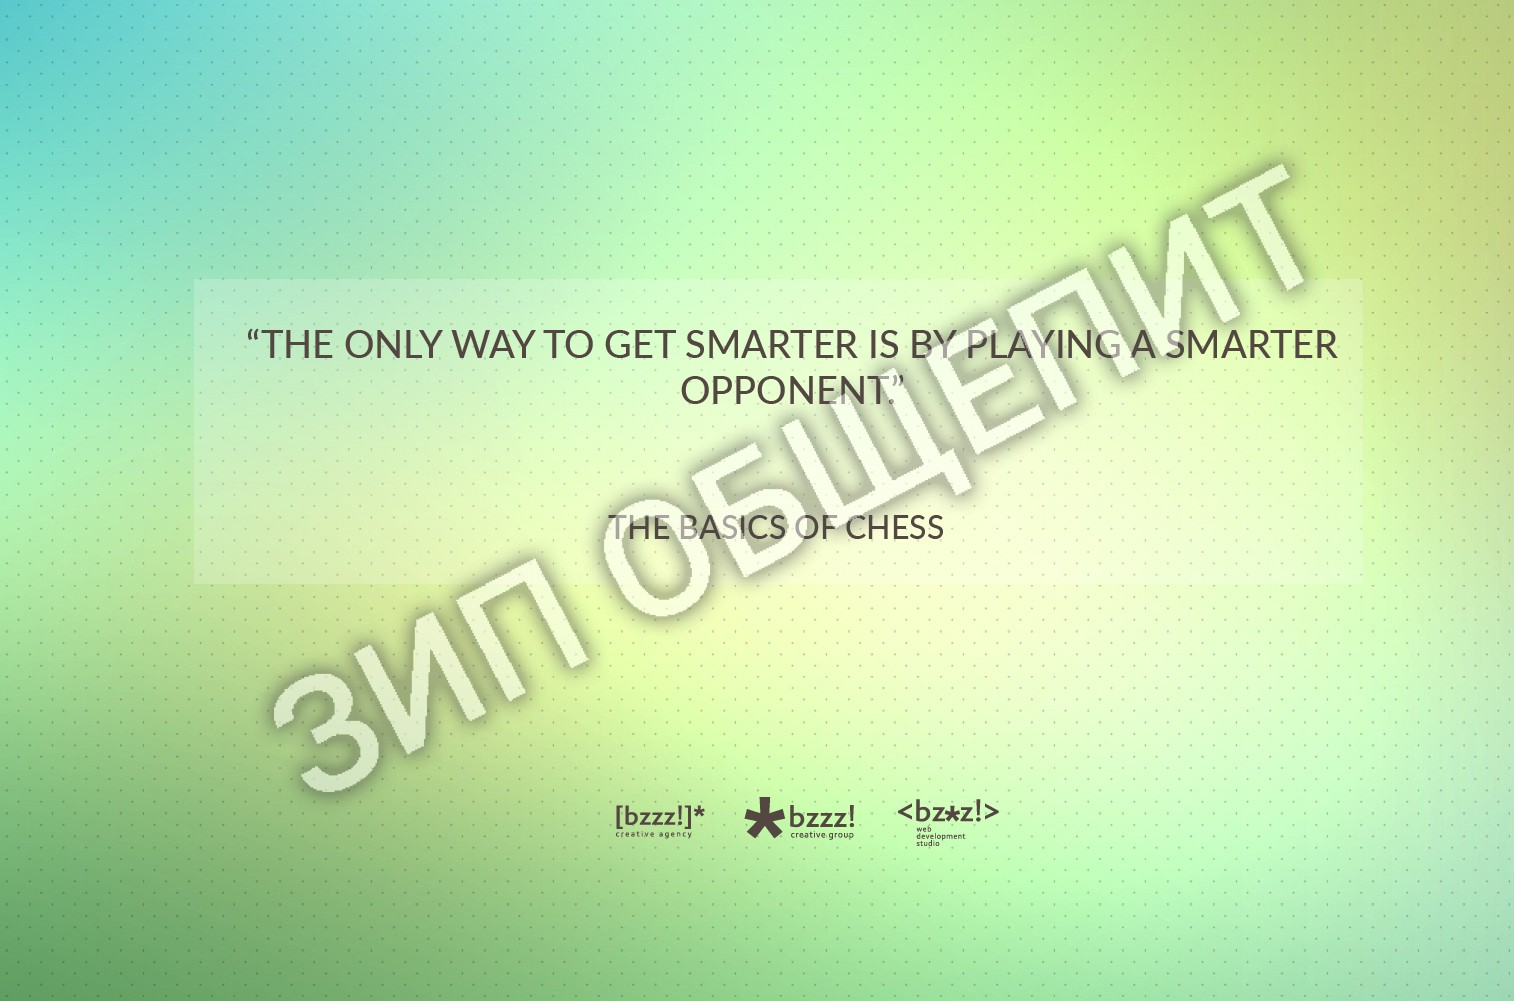 “THE ONLY WAY TO GET SMARTER IS BY PLAYING A SMARTER
OPPONENT.”
THE BASICS OF CHESS
ЗИП ОБЩЕПИТ
[bzzz!]*
creative agency
*bzzz!
creative group
<bz*z!>
web
development
studio